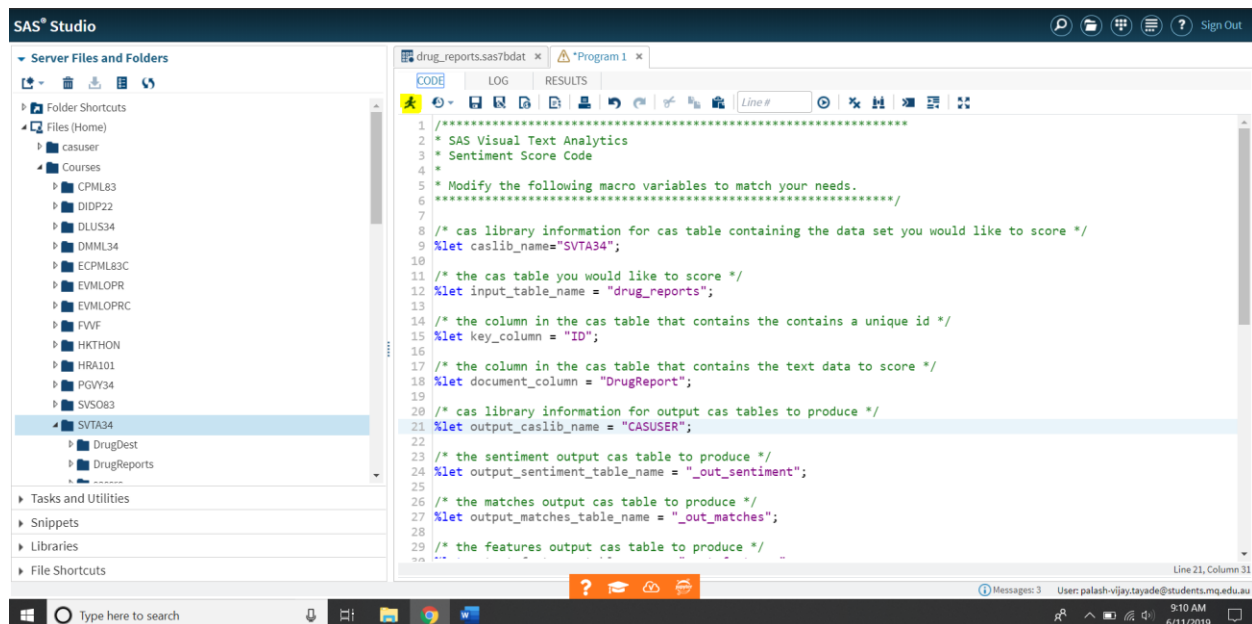 SAS® Studio
Sign Out
Server Files and Folders
Folder Shortcuts
Files (Home)
casuser
Courses
CPML83
DIDP22
DLUS34
DMML34
ECPML83C
EVMLOPR
EVMLOPRC
FVVF
HKTHON
HRA101
PGVY34
SVSO83
SVTA34
DrugDest
DrugReports
Tasks and Utilities
Snippets
Libraries
File Shortcuts
drug_reports.sas7bdat × *Program 1 ×
CODE LOG RESULTS
Line #
1 /****************************************************************
2 * SAS Visual Text Analytics
3 * Sentiment Score Code
4 *
5 * Modify the following macro variables to match your needs.
6 ****************************************************************/
7
8 /* cas library information for cas table containing the data set you would like to score */
9 %let caslib_name="SVTA34";
10
11 /* the cas table you would like to score */
12 %let input_table_name = "drug_reports";
13
14 /* the column in the cas table that contains the contains a unique id */
15 %let key_column = "ID";
16
17 /* the column in the cas table that contains the text data to score */
18 %let document_column = "DrugReport";
19
20 /* cas library information for output cas tables to produce */
21 %let output_caslib_name = "CASUSER";
22
23 /* the sentiment output cas table to produce */
24 %let output_sentiment_table_name = "_out_sentiment";
25
26 /* the matches output cas table to produce */
27 %let output_matches_table_name = "_out_matches";
28
29 /* the features output cas table to produce */
Line 21, Column 31
Messages: 3 User: palash-vijay.tayade@students.mq.edu.au
Type here to search
9:10 AM
6/11/2019